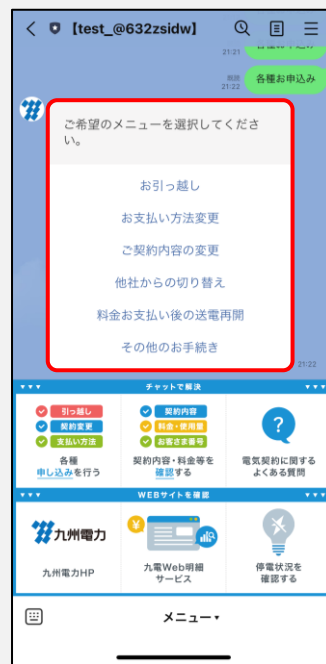 【test_@632zsidw】
21:21
各種お申込み
既読
21:22
各種お申込み
ご希望のメニューを選択してくださ
い。
お引っ越し
お支払い方法変更
ご契約内容の変更
他社からの切り替え
料金お支払い後の送電再開
その他のお手続き
21:22
チャットで解決
引っ越し
契約変更
支払い方法
各種
申し込みを行う
契約内容
料金・使用量
お客さま番号
契約内容・料金等を
確認する
?
電気契約に関する
よくある質問
WEBサイトを確認
九州電力
九州電力HP
九電Web明細
サービス
停電状況を
確認する
メニュー▾